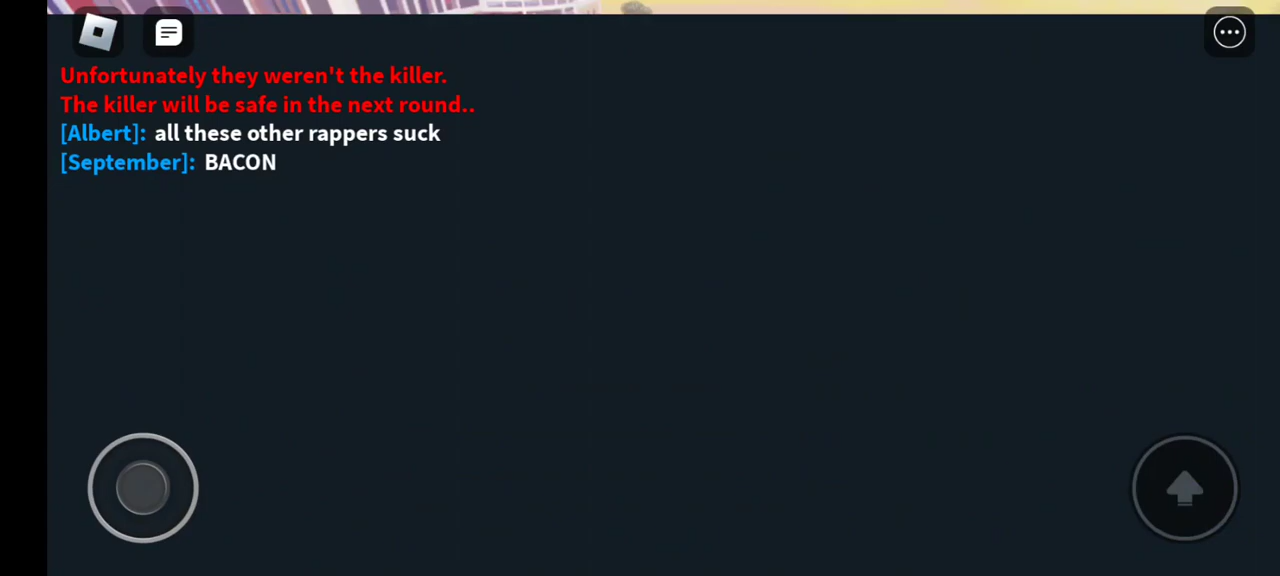 Unfortunately they weren't the killer.
The killer will be safe in the next round..
[Albert]: all these other rappers suck
[September]: BACON